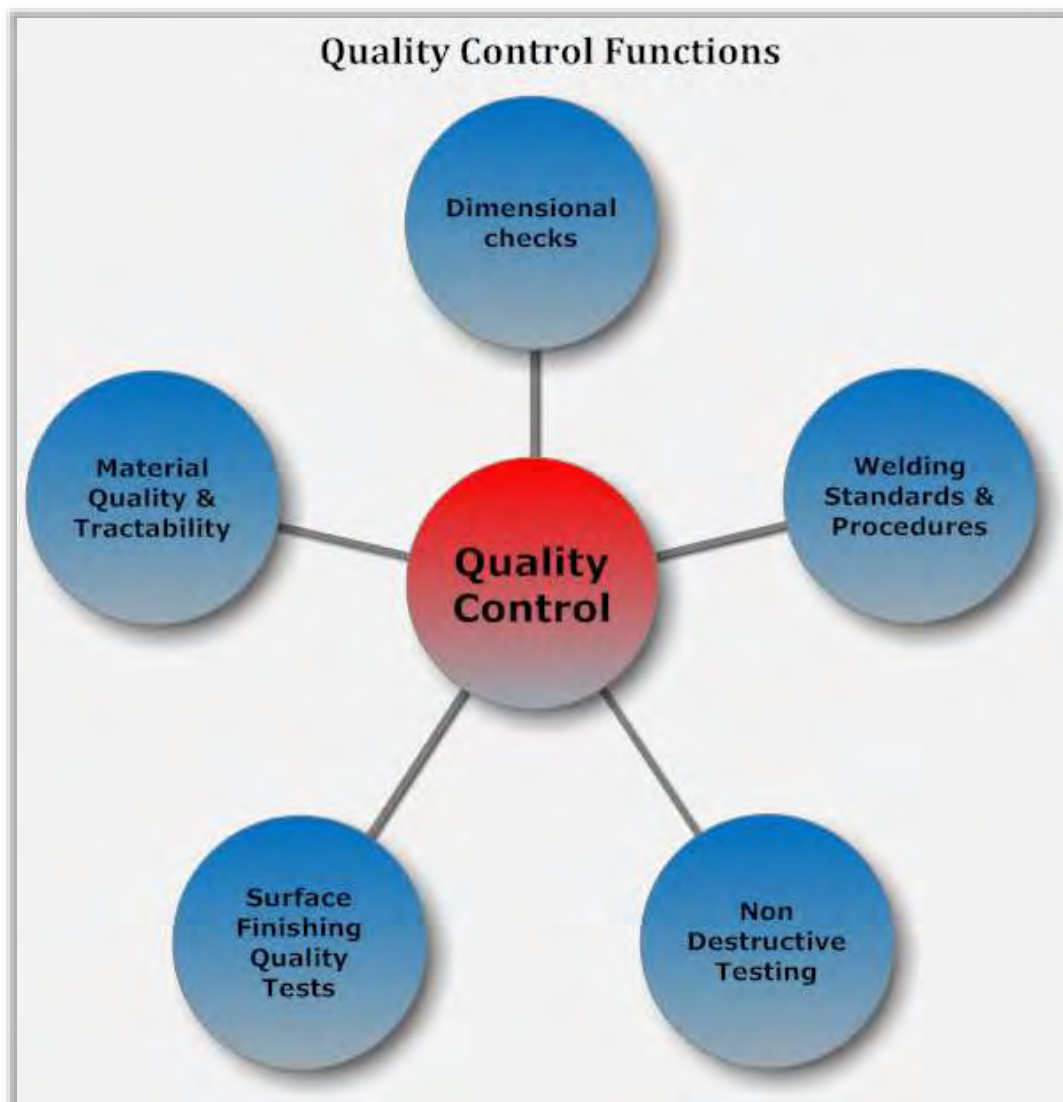 Quality Control Functions
Dimensional
checks
Material
Quality &
Tractability
Welding
Standards &
Procedures
Quality
Control
Surface
Finishing
Quality
Tests
Non
Destructive
Testing